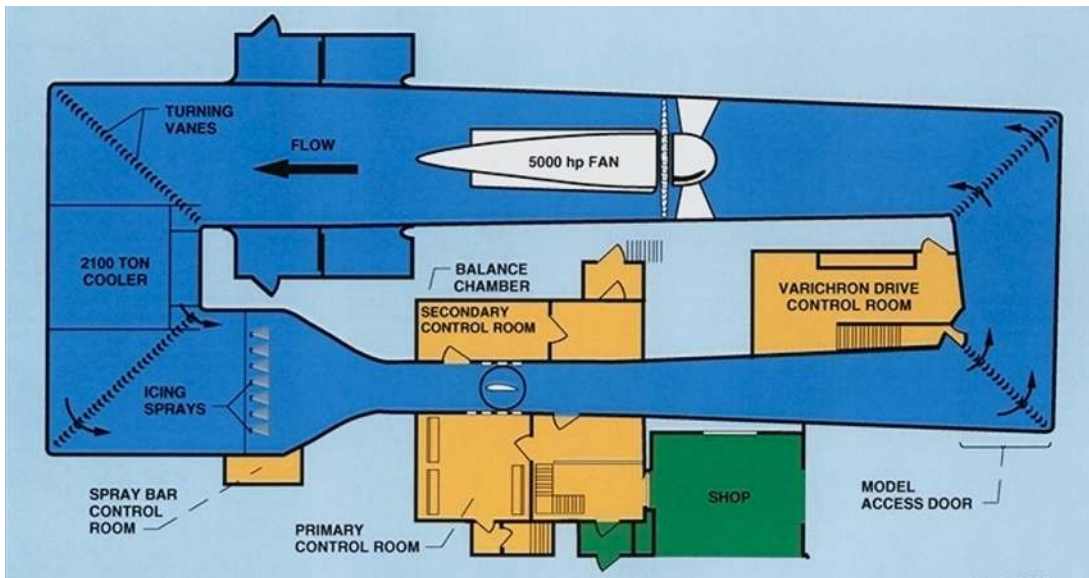 TURNING
VANES
FLOW
5000 hp FAN
2100 TON
COOLER
BALANCE
CHAMBER
SECONDARY
CONTROL ROOM
VARICHRON DRIVE
CONTROL ROOM
ICING
SPRAYS
SPRAY BAR
CONTROL
ROOM
PRIMARY
CONTROL ROOM
SHOP
MODEL
ACCESS DOOR